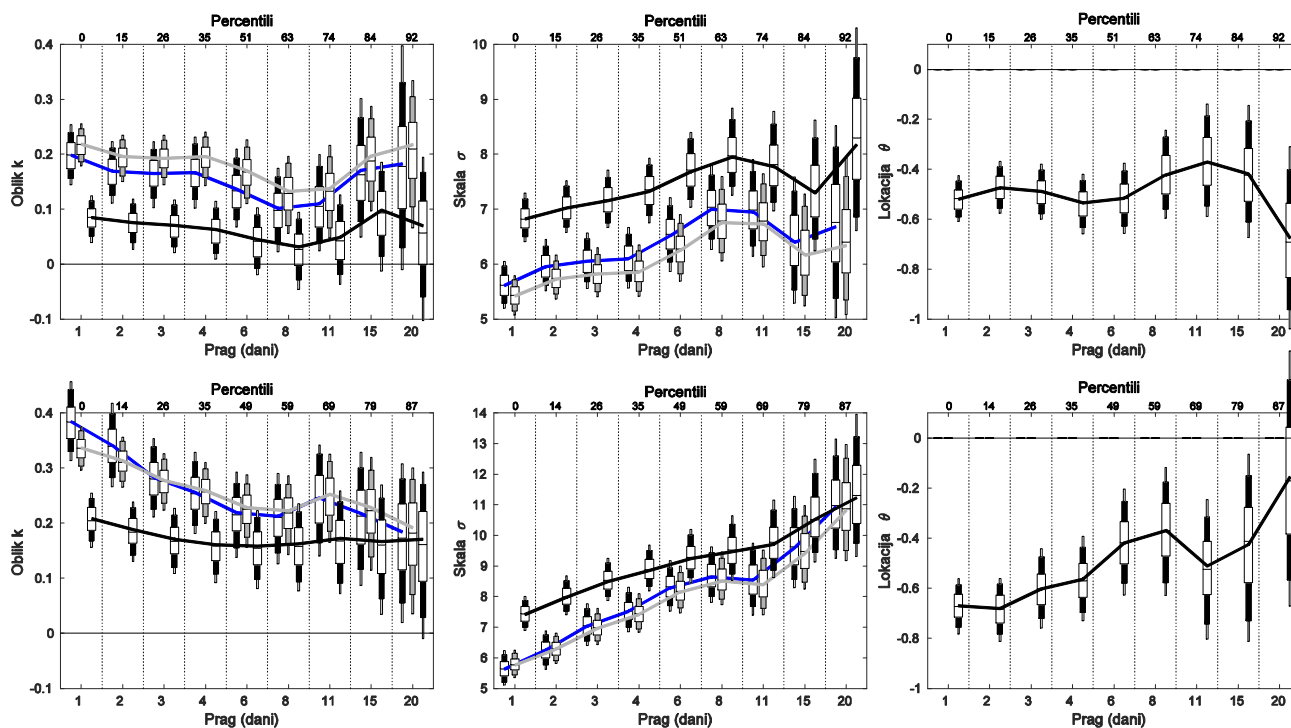 Percentili Percentili Percentili
0 15 26 35 51 63 74 84 92 0 15 26 35 51 63 74 84 92 0 15 26 35 51 63 74 84 92
0.4 0.3 0.2 0.1 0 -0.1
Oblik k
10 9 8 7 6 5
Skala σ
0 -0.2 -0.4 -0.6 -0.8 -1
Lokacija θ
1 2 3 4 6 8 11 15 20 1 2 3 4 6 8 11 15 20 1 2 3 4 6 8 11 15 20
Prag (dani) Prag (dani) Prag (dani)
Percentili Percentili Percentili
0 14 26 35 49 59 69 79 87 0 14 26 35 49 59 69 79 87 0 14 26 35 49 59 69 79 87
0.4 0.3 0.2 0.1 0 -0.1
Oblik k
14 13 12 11 10 9 8 7 6 5
Skala σ
0 -0.2 -0.4 -0.6 -0.8 -1
Lokacija θ
1 2 3 4 6 8 11 15 20 1 2 3 4 6 8 11 15 20 1 2 3 4 6 8 11 15 20
Prag (dani) Prag (dani) Prag (dani)